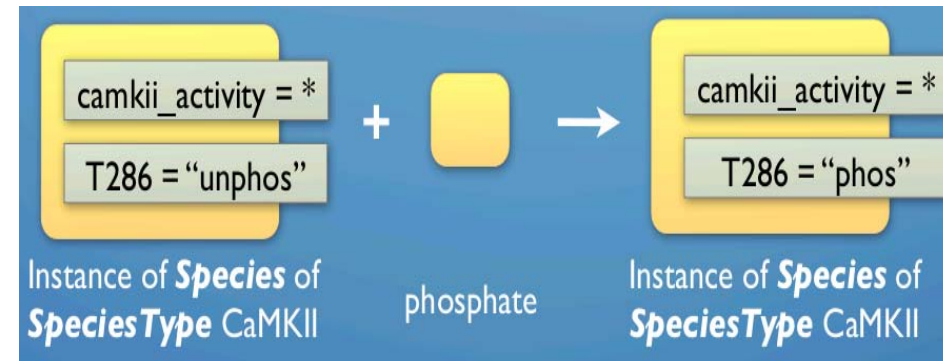 camkii_activity = *
T286 = “unphos”
+
→
camkii_activity = *
T286 = “phos”
Instance of Species of
SpeciesType CaMKII
phosphate
Instance of Species of
SpeciesType CaMKII